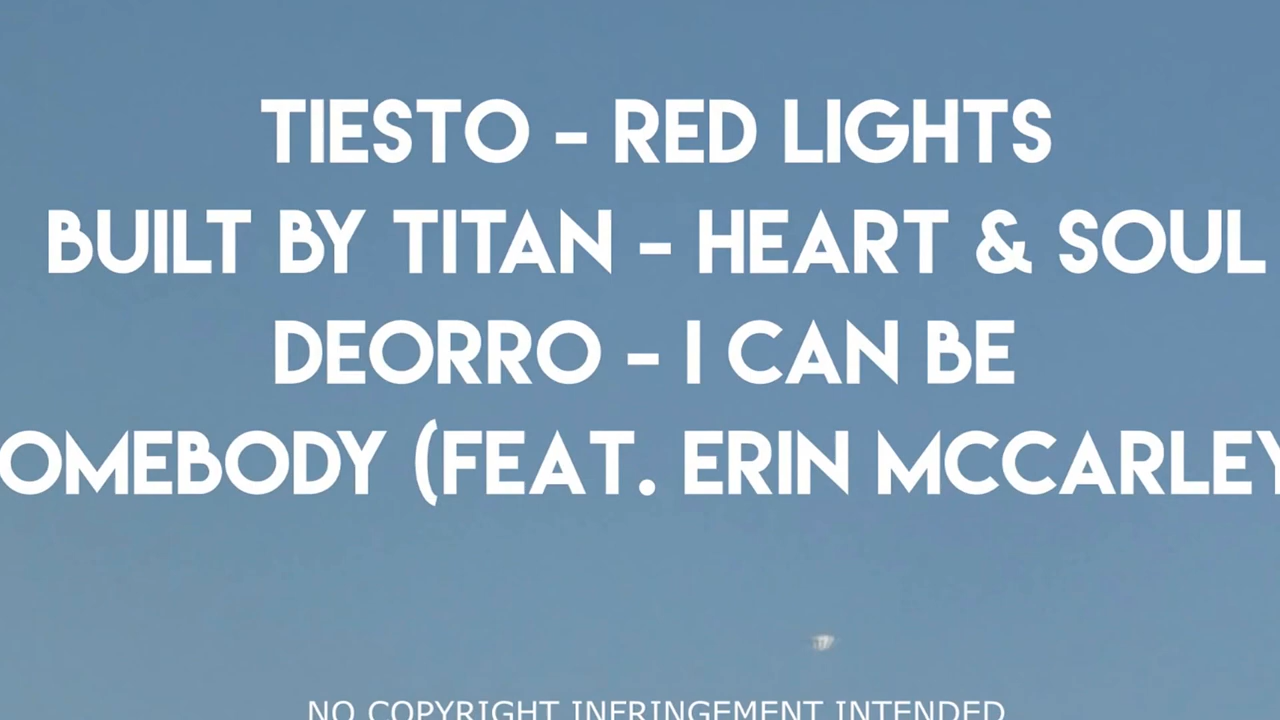 TIESTO - RED LIGHTS
BUILT BY TITAN - HEART & SOUL
DEORRO - I CAN BE
OMEBODY (FEAT. ERIN MCCARLEY
NO COPYRIGHT INFRINGEMENT INTENDED